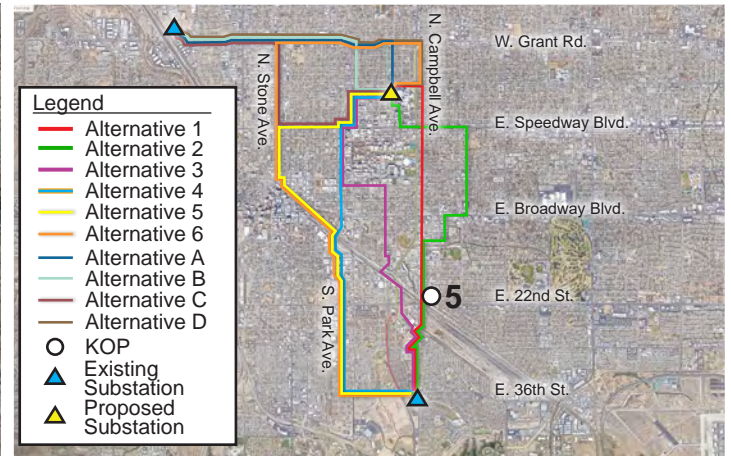 N. Campbell Ave.
W. Grant Rd.
N. Stone Ave.
Legend
Alternative 1
Alternative 2
Alternative 3
Alternative 4
Alternative 5
Alternative 6
Alternative A
Alternative B
Alternative C
Alternative D
KOP
Existing
Substation
Proposed
Substation
E. Speedway Blvd.
E. Broadway Blvd.
5
E. 22nd St.
S. Park Ave.
E. 36th St.